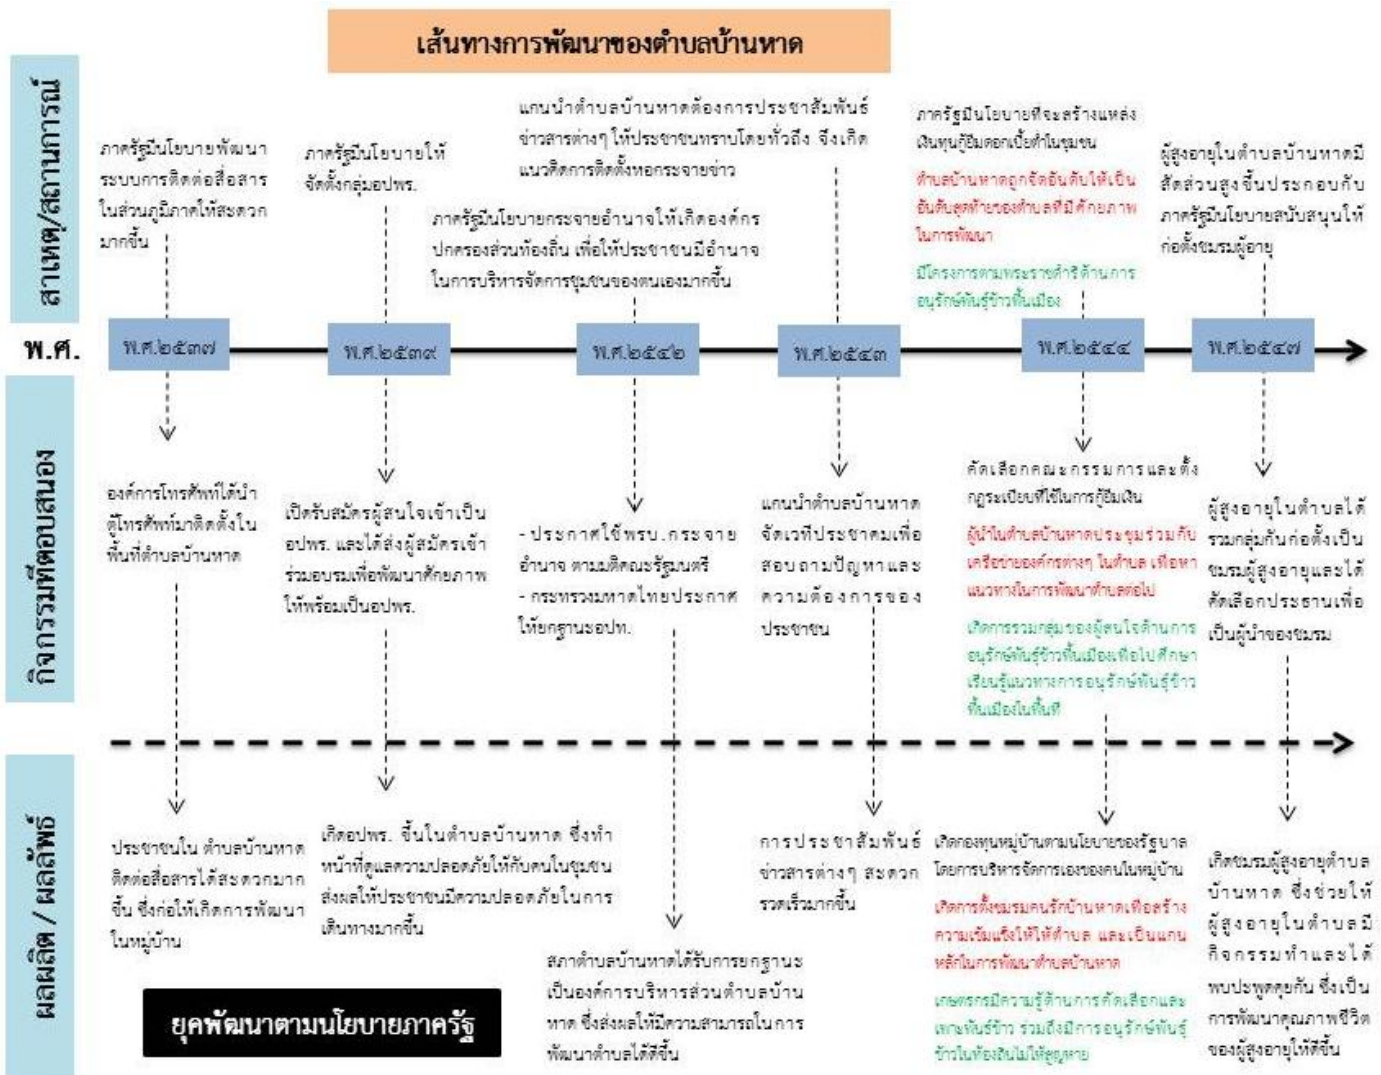 เส้นทางการพัฒนาของตำบลบ้านหาด
สาเหตุ/สถานการณ์
ภาครัฐมีนโยบายพัฒนา
ระบบการติดต่อสื่อสาร
ในส่วนภูมิภาคให้สะดวก
มากขึ้น
ภาครัฐมีนโยบายให้
จัดตั้งกลุ่มอปพร.
แกนนำตำบลบ้านหาดต้องการประชาสัมพันธ์
ข่าวสารต่างๆ ให้ประชาชนทราบโดยทั่วถึง จึงเกิด
แนวคิดการติดตั้งหอกระจายข่าว
ภาครัฐมีนโยบายกระจายอำนาจให้เกิดองค์กร
ปกครองส่วนท้องถิ่น เพื่อให้ประชาชนมีอำนาจ
ในการบริหารจัดการชุมชนของตนเองมากขึ้น
ภาครัฐมีนโยบายที่จะสร้างแหล่ง
เงินทุนกู้ยืมดอกเบี้ยต่ำในชุมชน
ตำบลบ้านหาดถูกจัดอันดับให้เป็น
อันดับสุดท้ายของตำบลที่มีศักยภาพ
ในการพัฒนา
มีโครงการตามพระราชดำริด้านการ
อนุรักษ์พันธุ์ข้าวพื้นเมือง
ผู้สูงอายุในตำบลบ้านหาดมี
สัดส่วนสูงขึ้นประกอบกับ
ภาครัฐมีนโยบายสนับสนุนให้
ก่อตั้งชมรมผู้อายุ
พ.ศ.
พ.ศ.๒๕๓๗
พ.ศ.๒๕๓๙
พ.ศ.๒๕๔๒
พ.ศ.๒๕๔๓
พ.ศ.๒๕๔๔
พ.ศ.๒๕๔๗
กิจกรรมที่ตอบสนอง
องค์การโทรศัพท์ได้นำ
ตู้โทรศัพท์มาติดตั้งใน
พื้นที่ตำบลบ้านหาด
เปิดรับสมัครผู้สนใจเข้าเป็น
อปพร. และได้ส่งผู้สมัครเข้า
ร่วมอบรมเพื่อพัฒนาศักยภาพ
ให้พร้อมเป็นอปพร.
- ประกาศใช้พรบ.กระจาย
อำนาจ ตามมติคณะรัฐมนตรี
- กระทรวงมหาดไทยประกาศ
ให้ยกฐานะอปท.
แกนนำตำบลบ้านหาด
จัดเวทีประชาคมเพื่อ
สอบถามปัญหาและ
ความต้องการของ
ประชาชน
คัดเลือกคณะกรรมการและตั้ง
กฎระเบียบที่ใช้ในการกู้ยืมเงิน
ผู้นำในตำบลบ้านหาดประชุมร่วมกับ
เครือข่ายองค์กรต่างๆ ในตำบล เพื่อหา
แนวทางในการพัฒนาตำบลต่อไป
เกิดการรวมกลุ่มของผู้สนใจด้านการ
อนุรักษ์พันธุ์ข้าวพื้นเมืองเพื่อไปศึกษา
เรียนรู้แนวทางการอนุรักษ์พันธุ์ข้าว
พื้นเมืองในพื้นที่
ผู้สูงอายุในตำบลได้
รวมกลุ่มกันก่อตั้งเป็น
ชมรมผู้สูงอายุและได้
คัดเลือกประธานเพื่อ
เป็นผู้นำของชมรม
ผลผลิต / ผลลัพธ์
ประชาชนใน ตำบลบ้านหาด
ติดต่อสื่อสารได้สะดวกมาก
ขึ้น ซึ่งก่อให้เกิดการพัฒนา
ในหมู่บ้าน
เกิดอปพร. ขึ้นในตำบลบ้านหาด ซึ่งทำ
หน้าที่ดูแลความปลอดภัยให้กับคนในชุมชน
ส่งผลให้ประชาชนมีความปลอดภัยในการ
เดินทางมากขึ้น
สภาตำบลบ้านหาดได้รับการยกฐานะ
เป็นองค์การบริหารส่วนตำบลบ้าน
หาด ซึ่งส่งผลให้มีความสามารถในการ
พัฒนาตำบลได้ดีขึ้น
การประชาสัมพันธ์
ข่าวสารต่างๆ สะดวก
รวดเร็วมากขึ้น
เกิดกองทุนหมู่บ้านตามนโยบายของรัฐบาล
โดยการบริหารจัดการเองของคนในหมู่บ้าน
เกิดการตั้งชมรมคนรักบ้านหาดเพื่อสร้าง
ความเข้มแข็งให้ให้ตำบล และเป็นแกน
หลักในการพัฒนาตำบลบ้านหาด
เกษตรกรมีความรู้ด้านการคัดเลือกและ
เพาะพันธ์ข้าว รวมถึงมีการอนุรักษ์พันธุ์
ข้าวในท้องถิ่นไม่ให้สูญหาย
เกิดชมรมผู้สูงอายุตำบล
บ้านหาด ซึ่งช่วยให้
ผู้สูงอายุในตำบลมี
กิจกรรมทำและได้
พบปะพูดคุยกัน ซึ่งเป็น
การพัฒนาคุณภาพชีวิต
ของผู้สูงอายุให้ดีขึ้น
ยุคพัฒนาตามนโยบายภาครัฐ